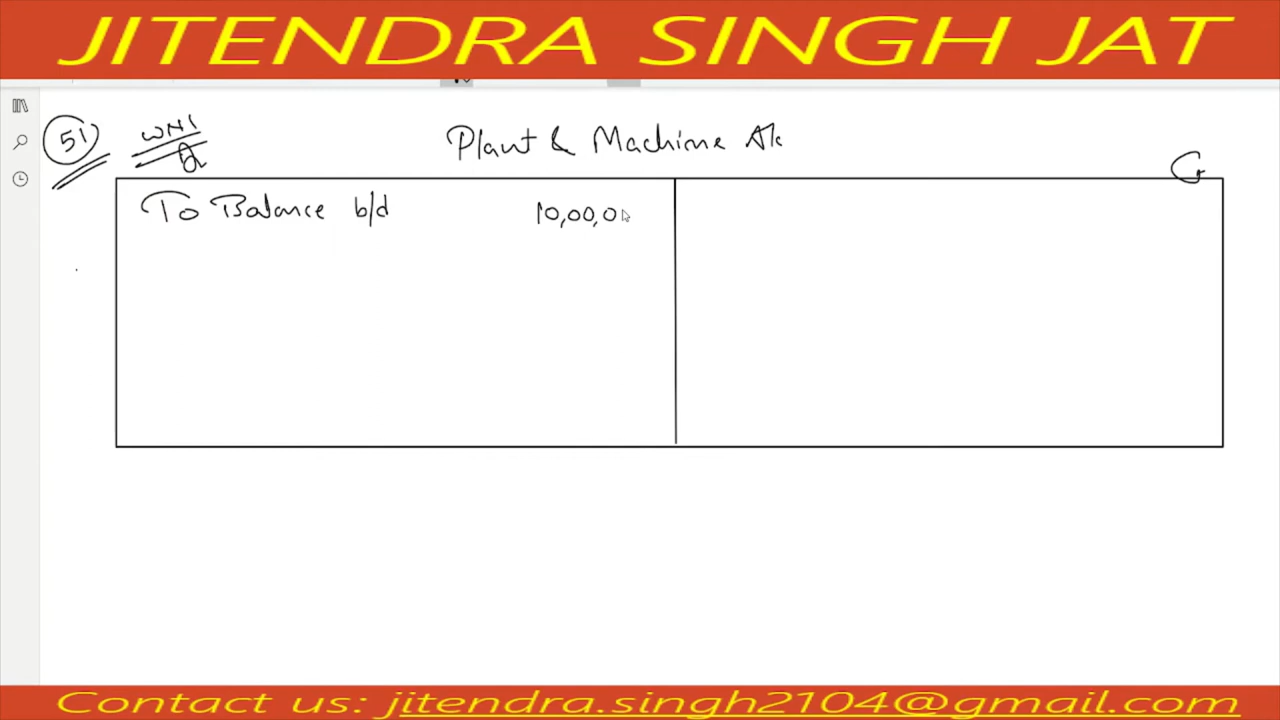 JITENDRA SINGH JAT
51 WN1 Plant & Machine A/c
Dr Cr
To Balance b/d 10,00,0
Contact us: jitendra.singh2104@gmail.com